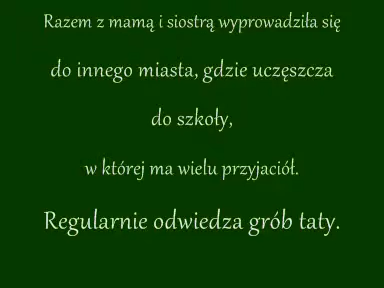 Razem z mamą i siostrą wyprowadziła się
do innego miasta, gdzie uczęszcza
do szkoły,
w której ma wielu przyjaciół.
Regularnie odwiedza grób taty.